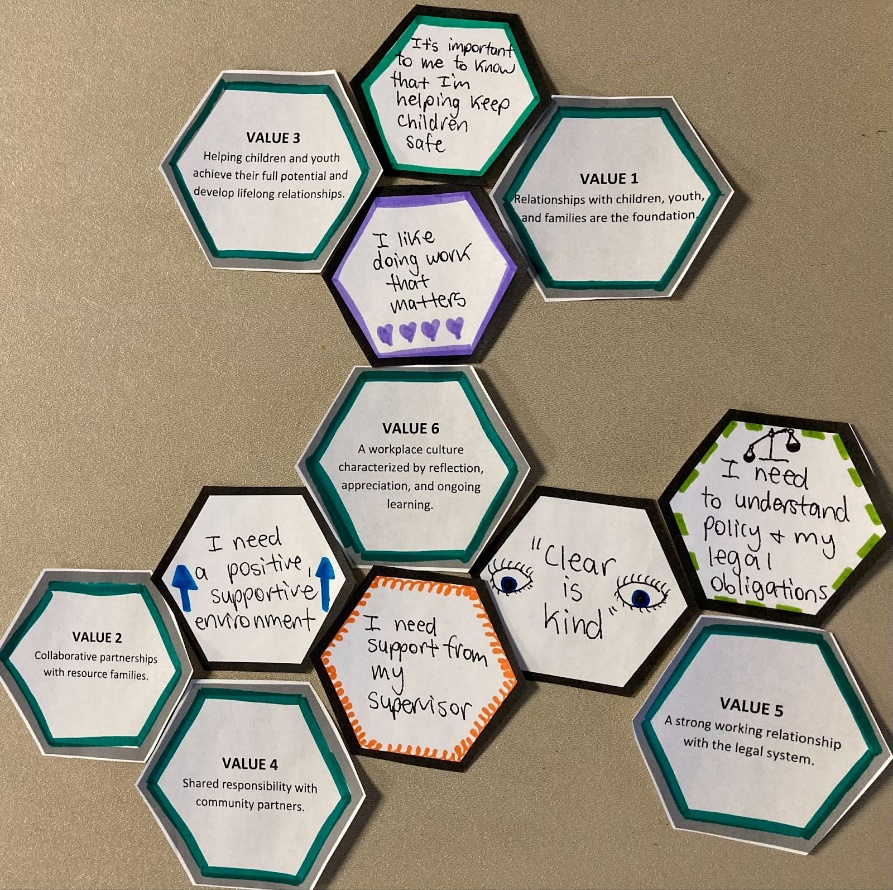 It's important
to me to know
that I'm
helping keep
children
safe
VALUE 3
Helping children and youth
achieve their full potential and
develop lifelong relationships.
VALUE 1
Relationships with children, youth,
and families are the foundation.
I like
doing work
that
matters
VALUE 6
A workplace culture
characterized by reflection,
appreciation, and ongoing
learning.
I need
to understand
policy + my
legal
obligations
I need
a positive,
supportive
environment
"Clear
is
kind"
VALUE 2
Collaborative partnerships
with resource families.
I need
support from
my
supervisor
VALUE 5
A strong working relationship
with the legal system.
VALUE 4
Shared responsibility with
community partners.